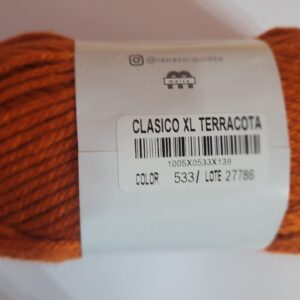 @lanasorquidea
CLASICO XL TERRACOTA
1005X0533X139
COLOR 533/ LOTE 27786